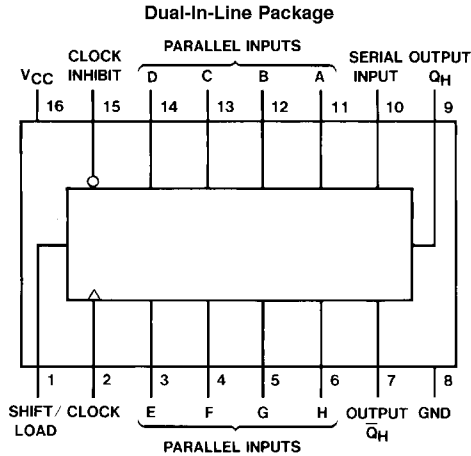 Dual-In-Line Package
PARALLEL INPUTS
CLOCK INHIBIT
SERIAL INPUT
OUTPUT QH
VCC
D C B A
16 15 14 13 12 11 10 9
1 2 3 4 5 6 7 8
SHIFT/ LOAD
CLOCK
E F G H
OUTPUT Q̅H
GND
PARALLEL INPUTS